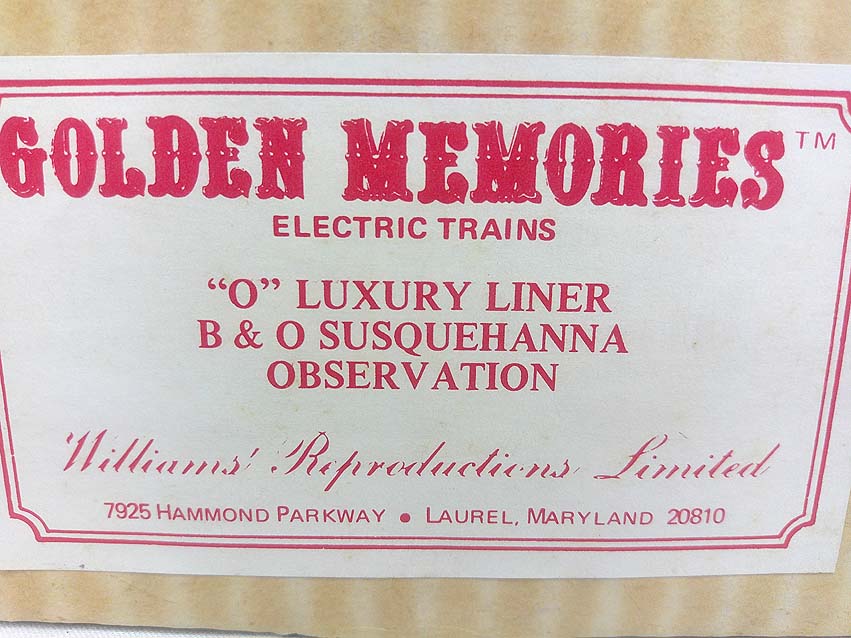 GOLDEN MEMORIES™
ELECTRIC TRAINS
“O” LUXURY LINER
B & O SUSQUEHANNA
OBSERVATION
Williams' Reproductions Limited
7925 HAMMOND PARKWAY • LAUREL, MARYLAND 20810